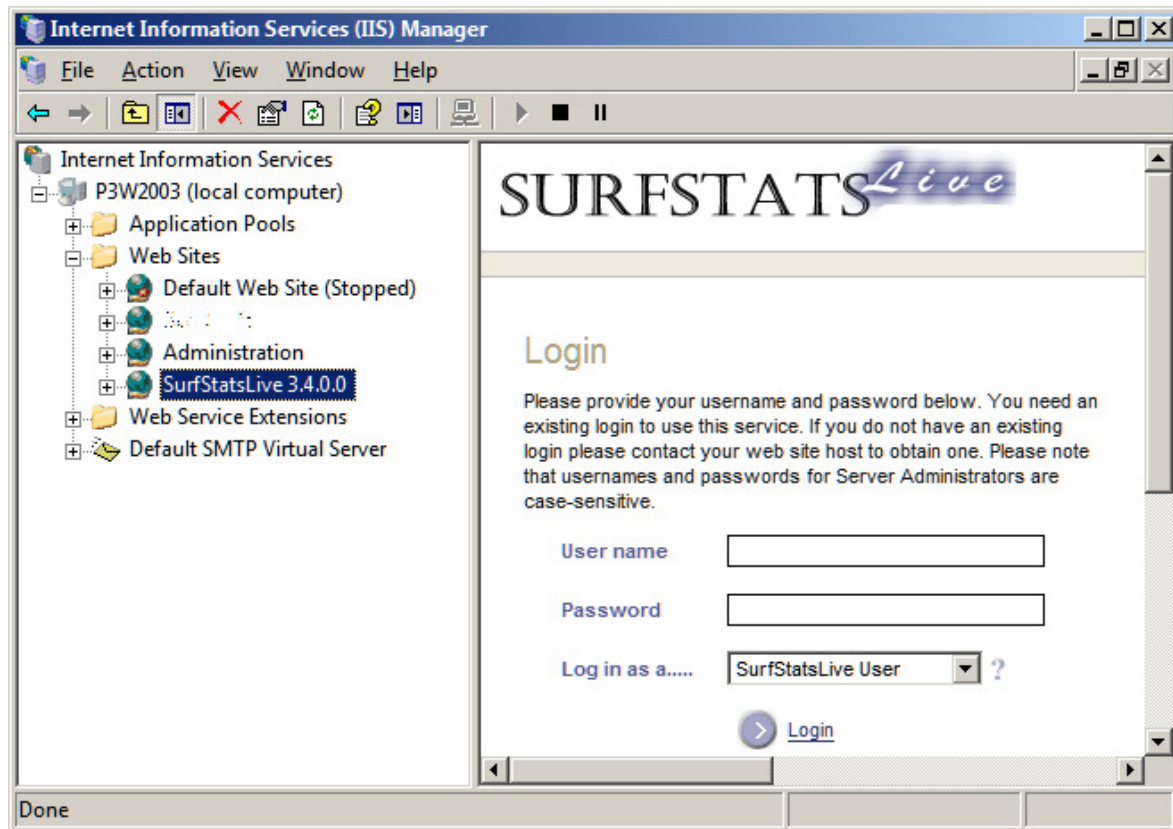 Internet Information Services (IIS) Manager
File Action View Window Help
Internet Information Services
P3W2003 (local computer)
Application Pools
Web Sites
Default Web Site (Stopped)
Administration
SurfStatsLive 3.4.0.0
Web Service Extensions
Default SMTP Virtual Server
SURFSTATS Live
Login
Please provide your username and password below. You need an
existing login to use this service. If you do not have an existing
login please contact your web site host to obtain one. Please note
that usernames and passwords for Server Administrators are
case-sensitive.
User name
Password
Log in as a..... SurfStatsLive User ?
Login
Done